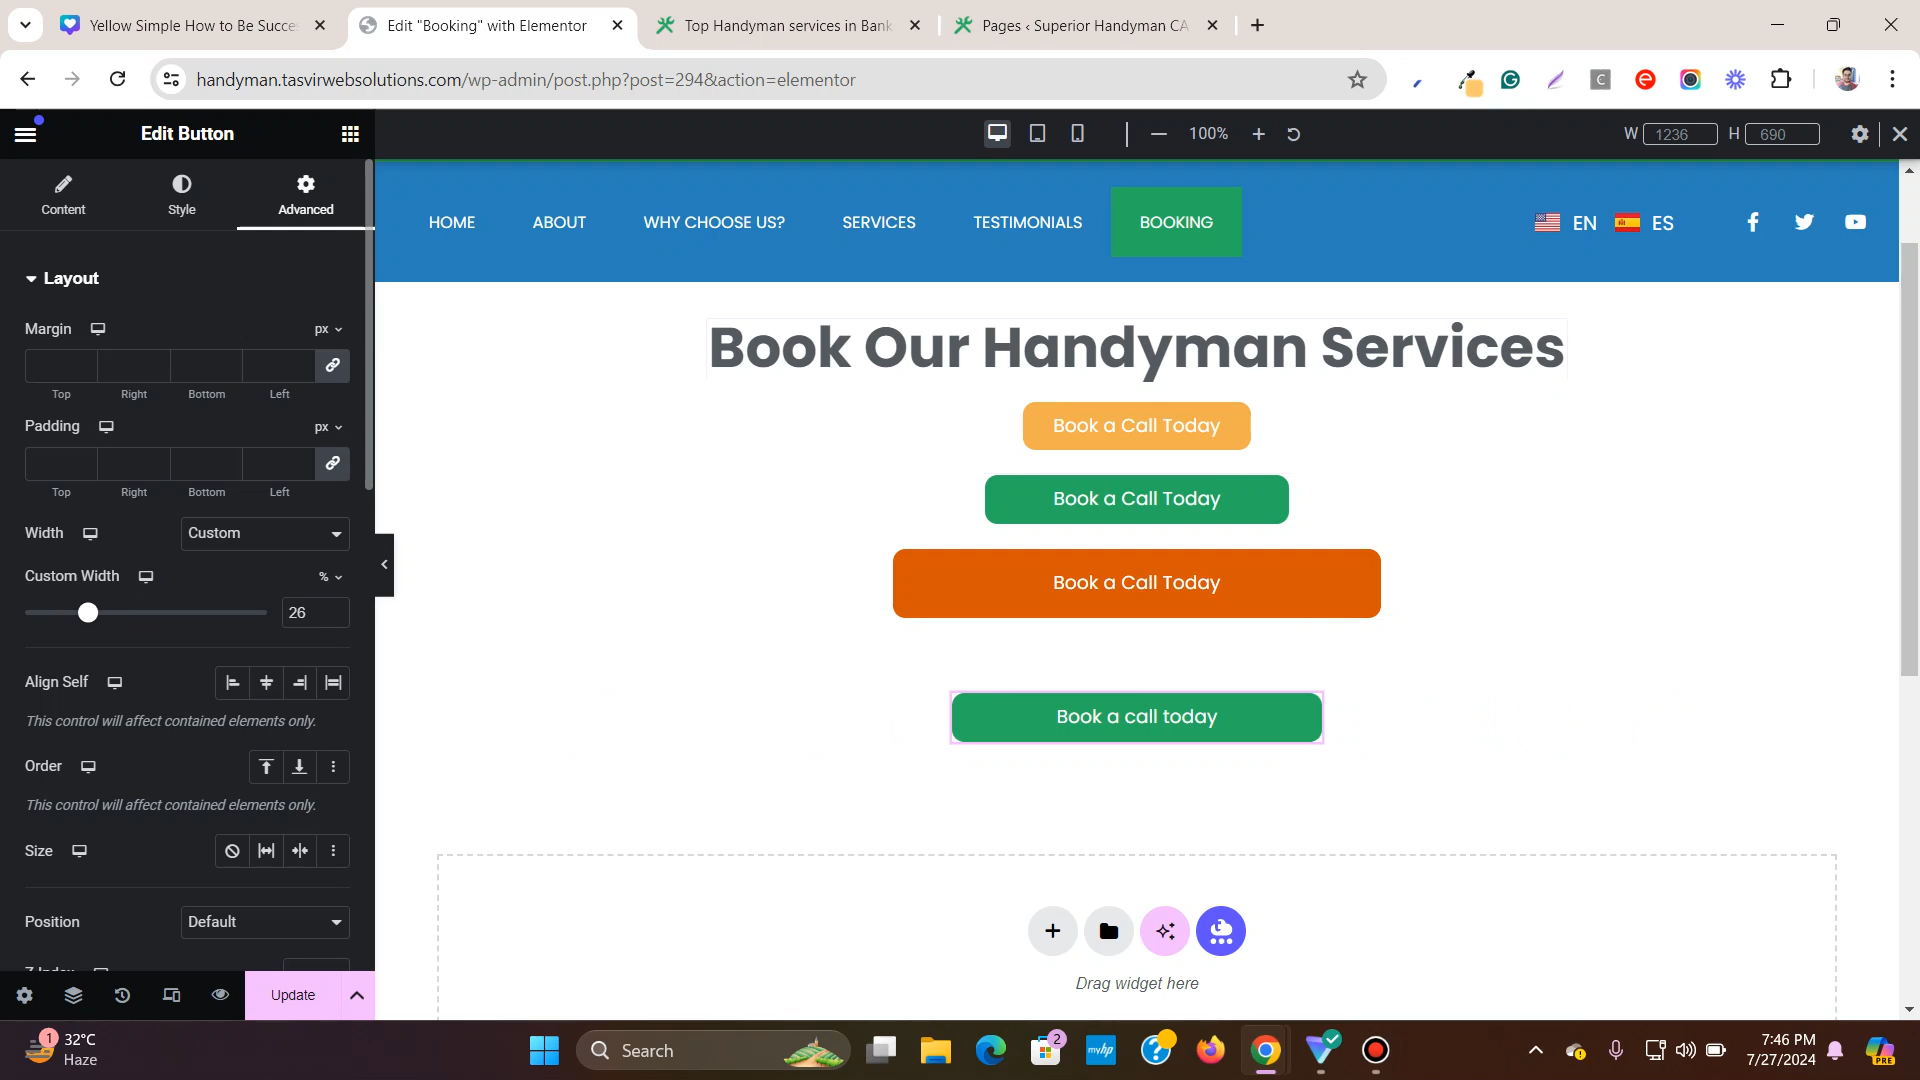 Yellow Simple How to Be Succes
Edit "Booking" with Elementor
Top Handyman services in Bank
Pages ‹ Superior Handyman CA
handyman.tasvirwebsolutions.com/wp-admin/post.php?post=294&action=elementor
Edit Button
100%
W 1236 H 690
Content
Style
Advanced
HOME
ABOUT
WHY CHOOSE US?
SERVICES
TESTIMONIALS
BOOKING
EN
ES
Layout
Margin
px
Top
Right
Bottom
Left
Padding
px
Top
Right
Bottom
Left
Width
Custom
Custom Width
%
26
Align Self
This control will affect contained elements only.
Order
This control will affect contained elements only.
Size
Position
Default
Update
Book Our Handyman Services
Book a Call Today
Book a Call Today
Book a Call Today
Book a call today
Drag widget here
1
32°C
Haze
Search
2
myhp
7:46 PM
7/27/2024
PRE